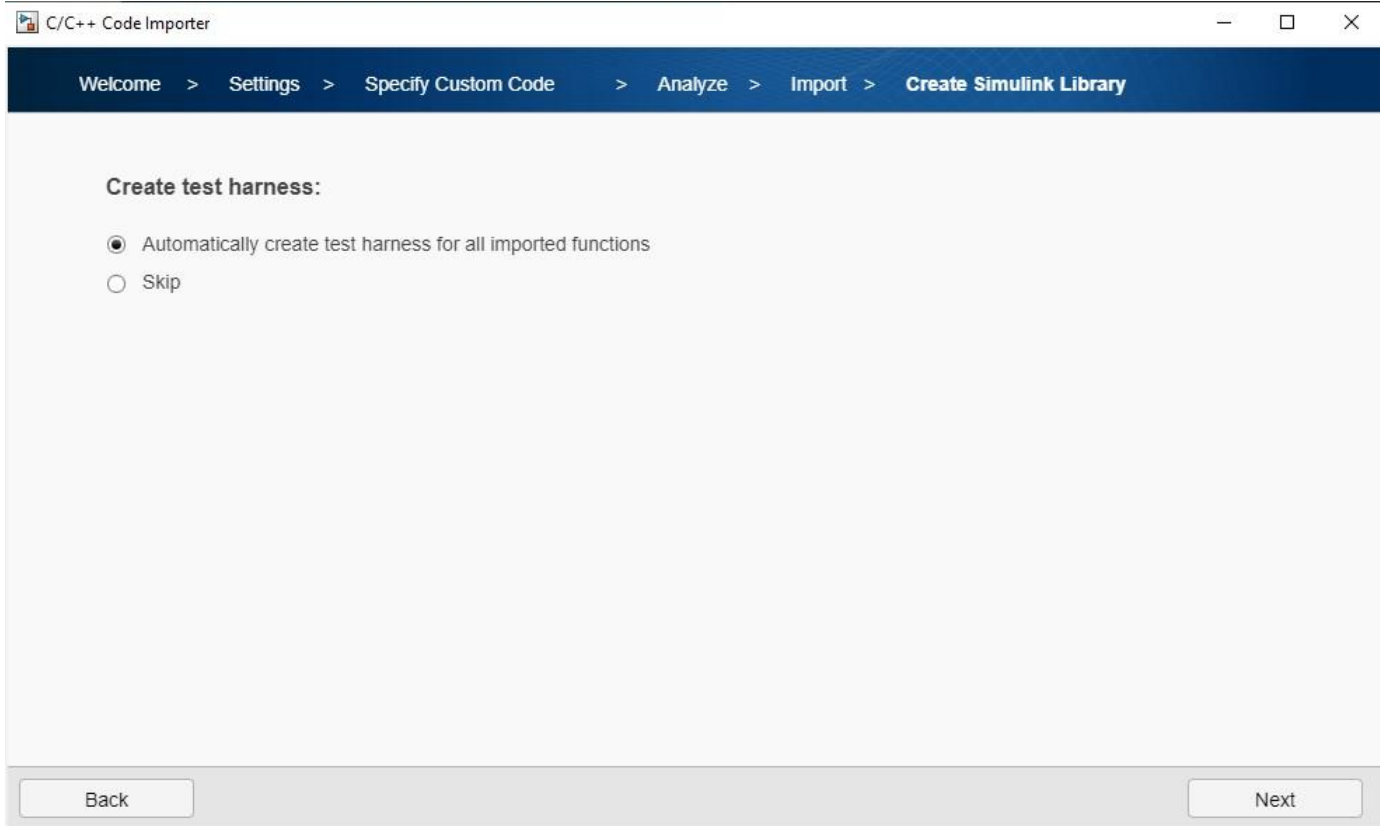 C/C++ Code Importer
Welcome > Settings > Specify Custom Code > Analyze > Import > Create Simulink Library
Create test harness:
Automatically create test harness for all imported functions
Skip
Back Next